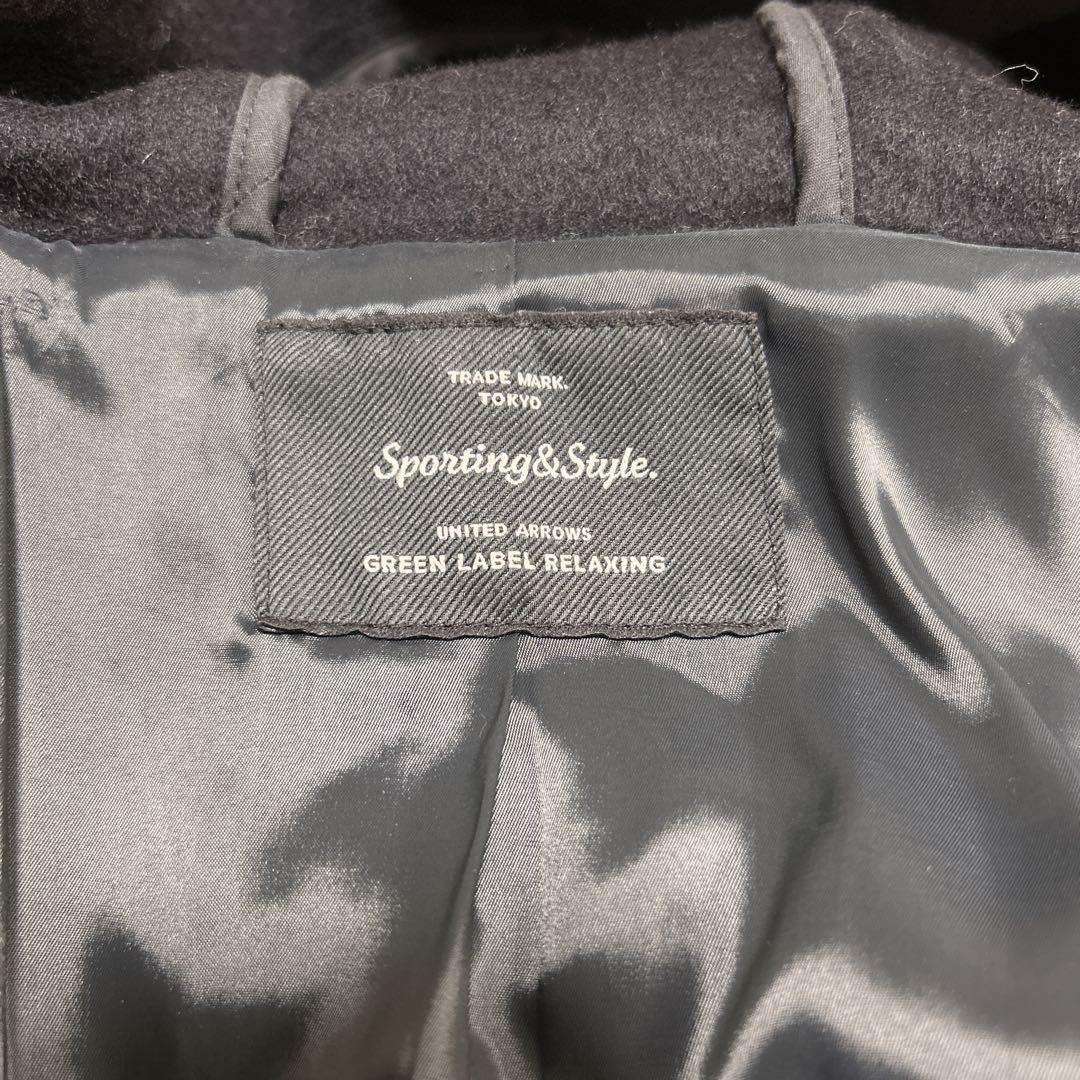 TRADE MARK.
TOKYO
Sporting&Style.
UNITED ARROWS
GREEN LABEL RELAXING